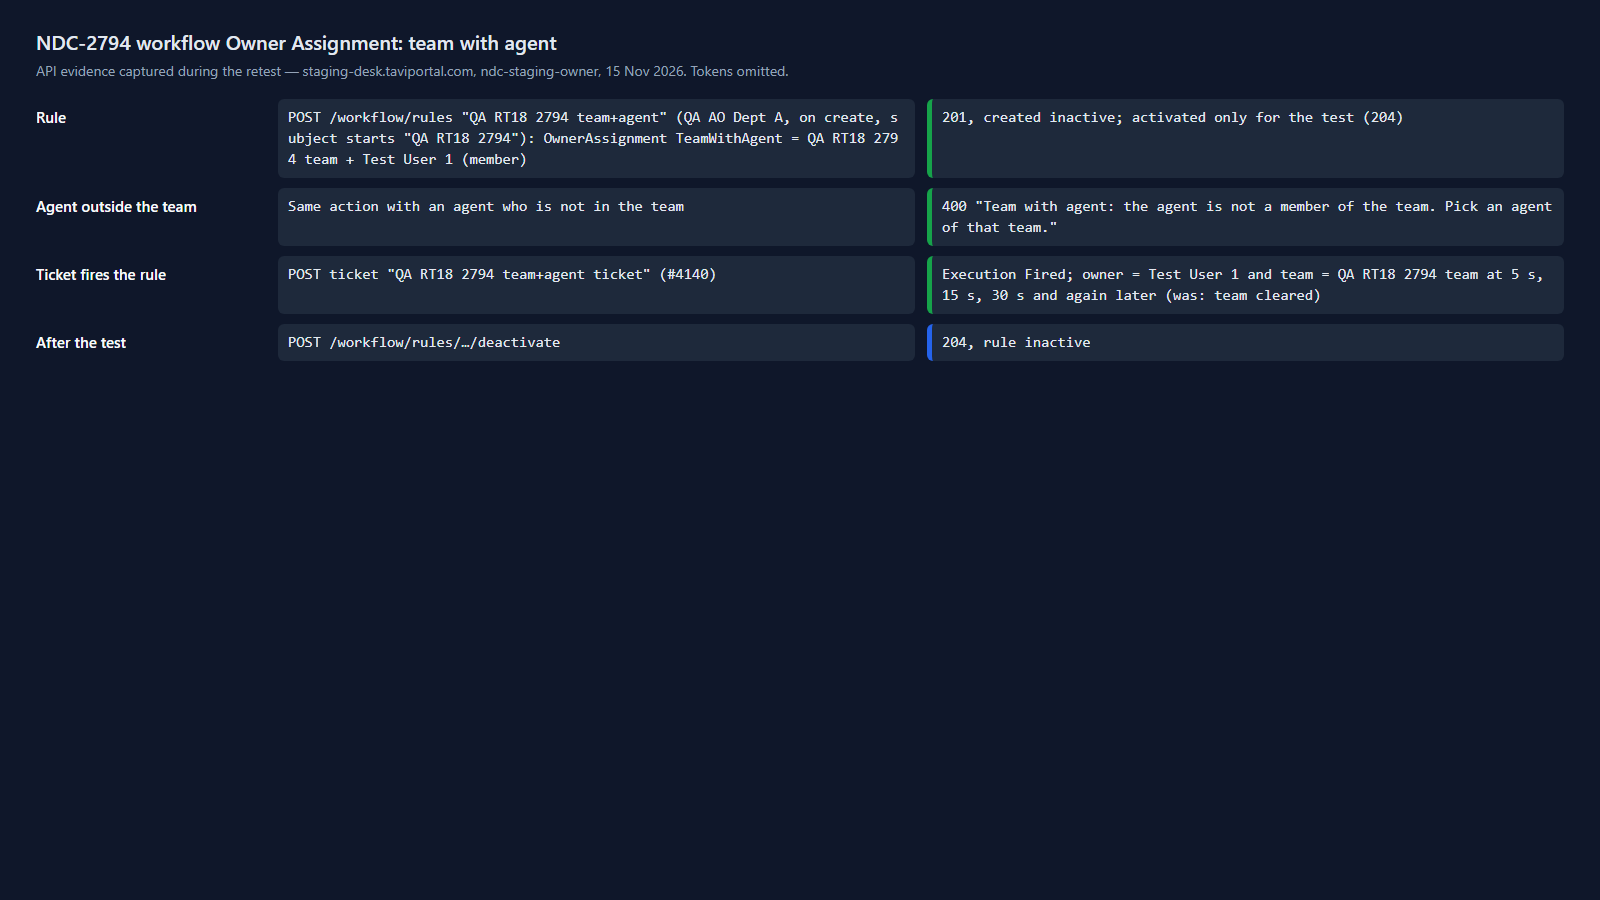 NDC-2794 workflow Owner Assignment: team with agent
API evidence captured during the retest — staging-desk.taviportal.com, ndc-staging-owner, 15 Nov 2026. Tokens omitted.
Rule
POST /workflow/rules "QA RT18 2794 team+agent" (QA AO Dept A, on create, s
ubject starts "QA RT18 2794"): OwnerAssignment TeamWithAgent = QA RT18 279
4 team + Test User 1 (member)
201, created inactive; activated only for the test (204)
Agent outside the team
Same action with an agent who is not in the team
400 "Team with agent: the agent is not a member of the team. Pick an agent
of that team."
Ticket fires the rule
POST ticket "QA RT18 2794 team+agent ticket" (#4140)
Execution Fired; owner = Test User 1 and team = QA RT18 2794 team at 5 s,
15 s, 30 s and again later (was: team cleared)
After the test
POST /workflow/rules/…/deactivate
204, rule inactive